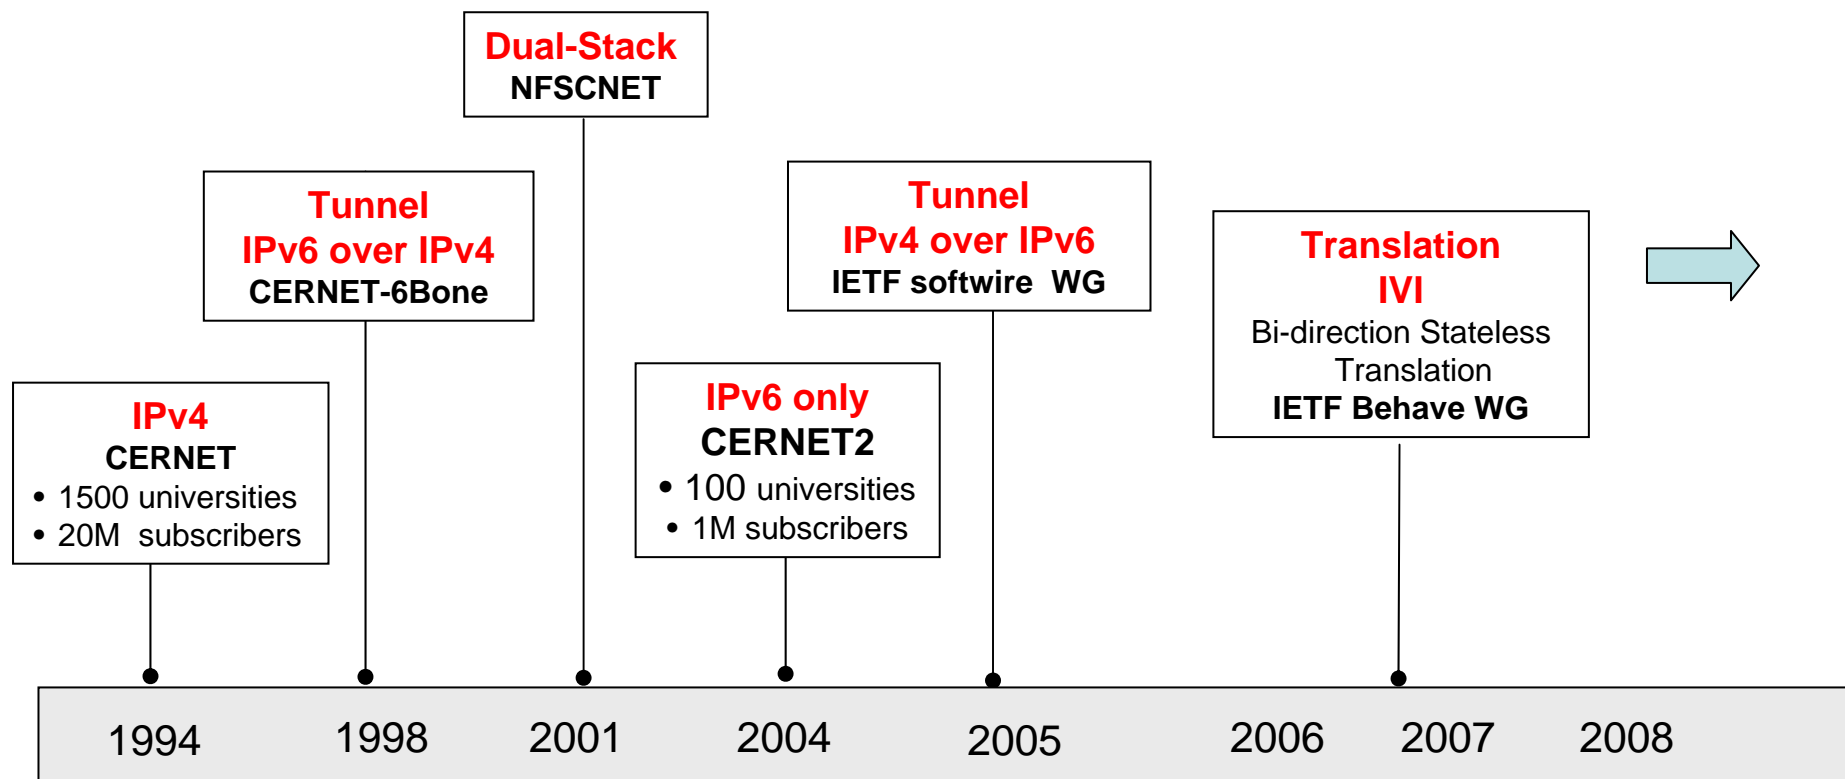 Dual-Stack
NFSCNET
Tunnel
IPv6 over IPv4
CERNET-6Bone
Tunnel
IPv4 over IPv6
IETF softwire  WG
Translation
IVI
Bi-direction Stateless
Translation
IETF Behave WG
IPv4
CERNET
• 1500 universities
• 20M  subscribers
IPv6 only
CERNET2
• 100 universities
• 1M subscribers
1994 1998 2001 2004 2005 2006 2007 2008